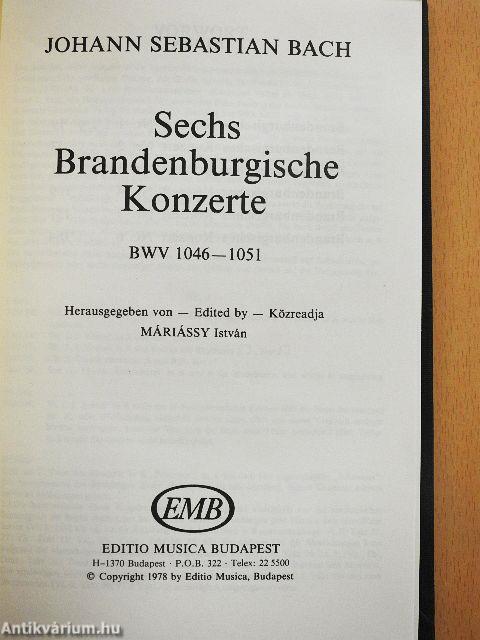 JOHANN SEBASTIAN BACH
Sechs
Brandenburgische
Konzerte
BWV 1046—1051
Herausgegeben von — Edited by — Közreadja
MÁRIÁSSY István
EMB
EDITIO MUSICA BUDAPEST
H–1370 Budapest · P.O.B. 322 · Telex: 22 5500
© Copyright 1978 by Editio Musica, Budapest
Antikvárium.hu